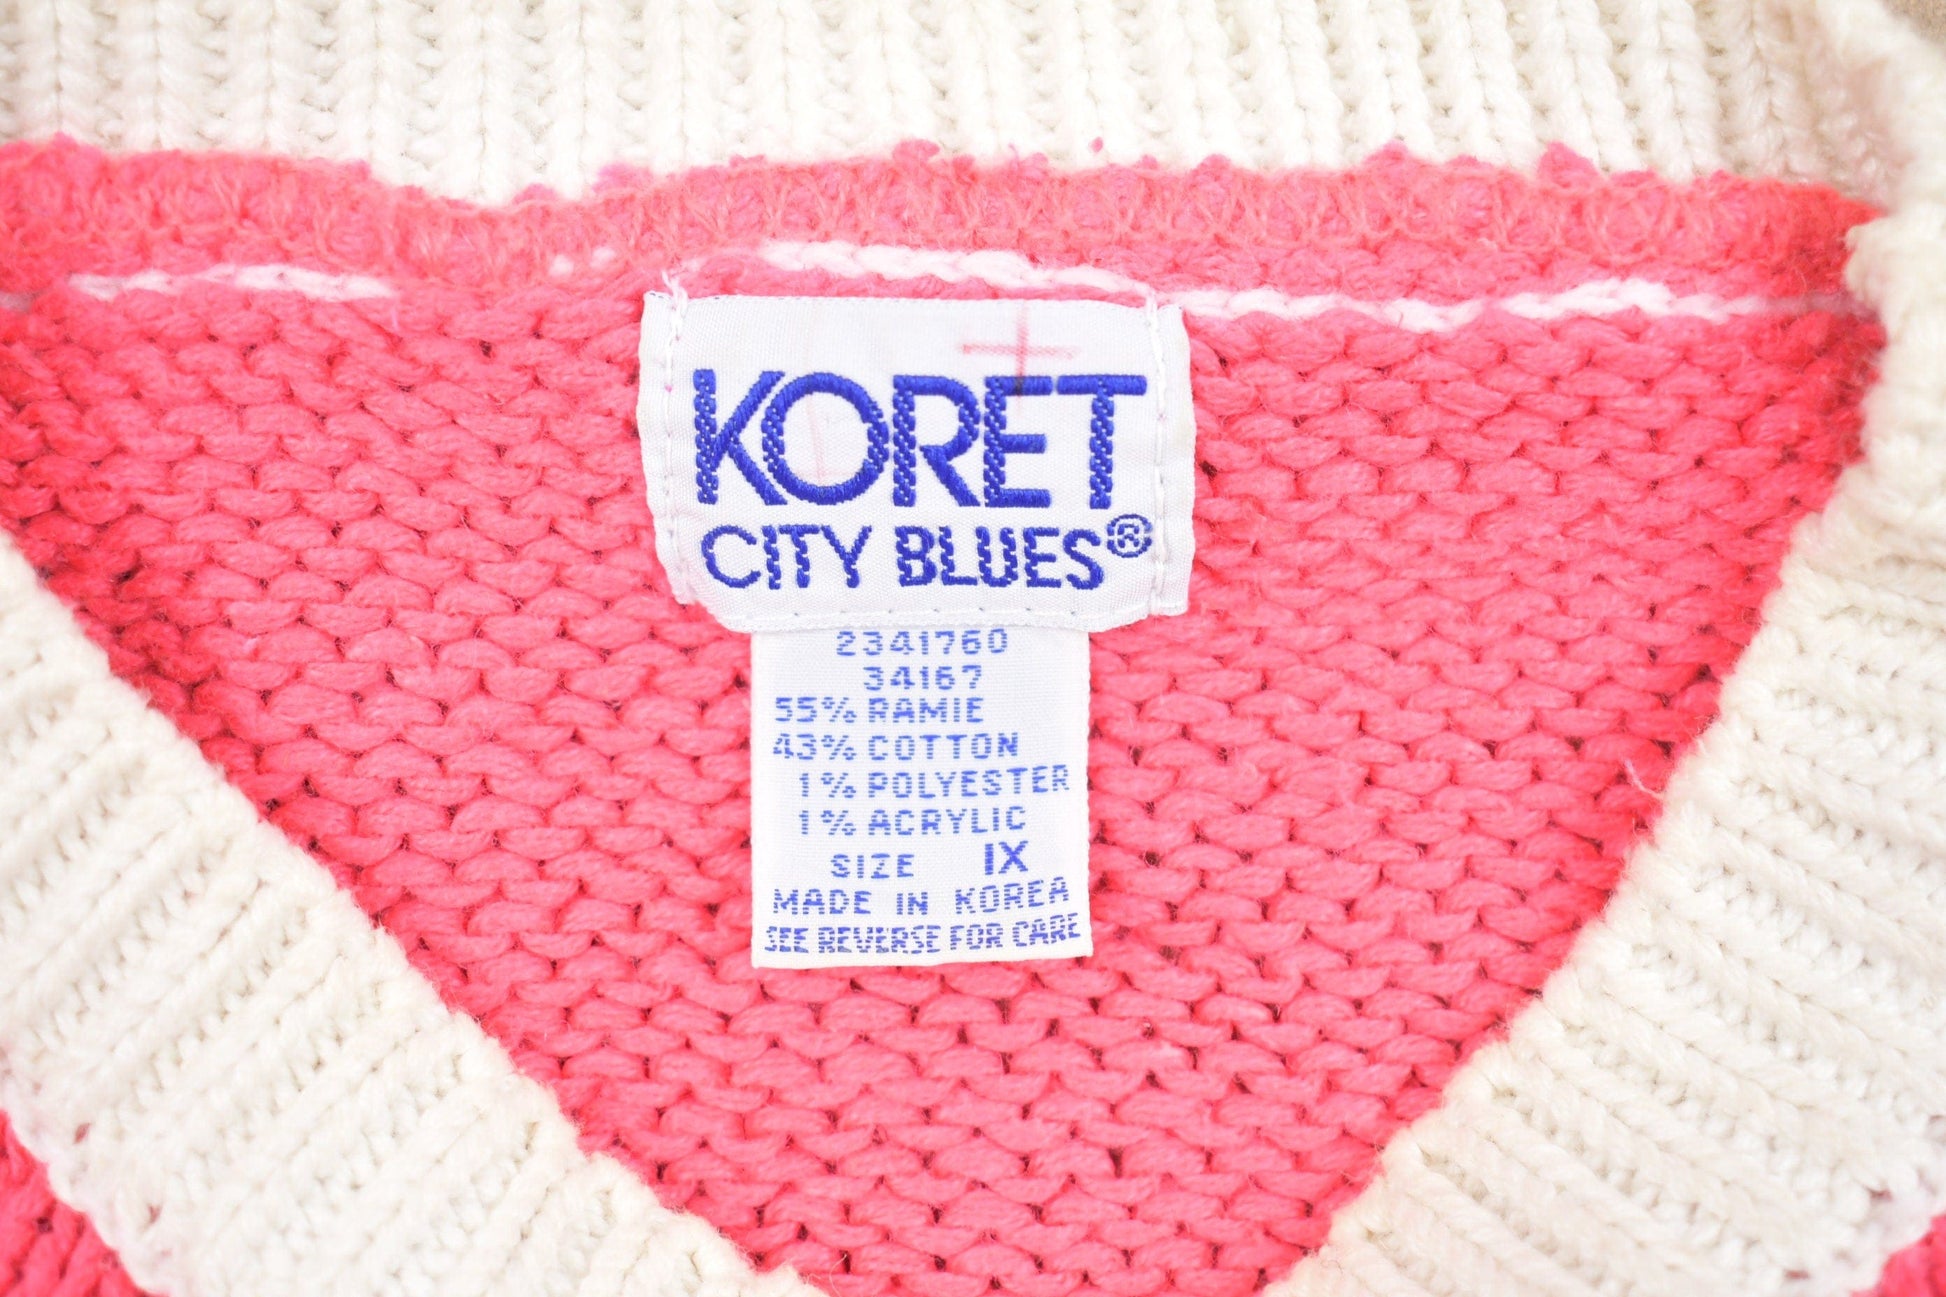 KORET
CITY BLUES®
2341760
34167
55% RAMIE
43% COTTON
1% POLYESTER
1% ACRYLIC
SIZE IX
MADE IN KOREA
SEE REVERSE FOR CARE